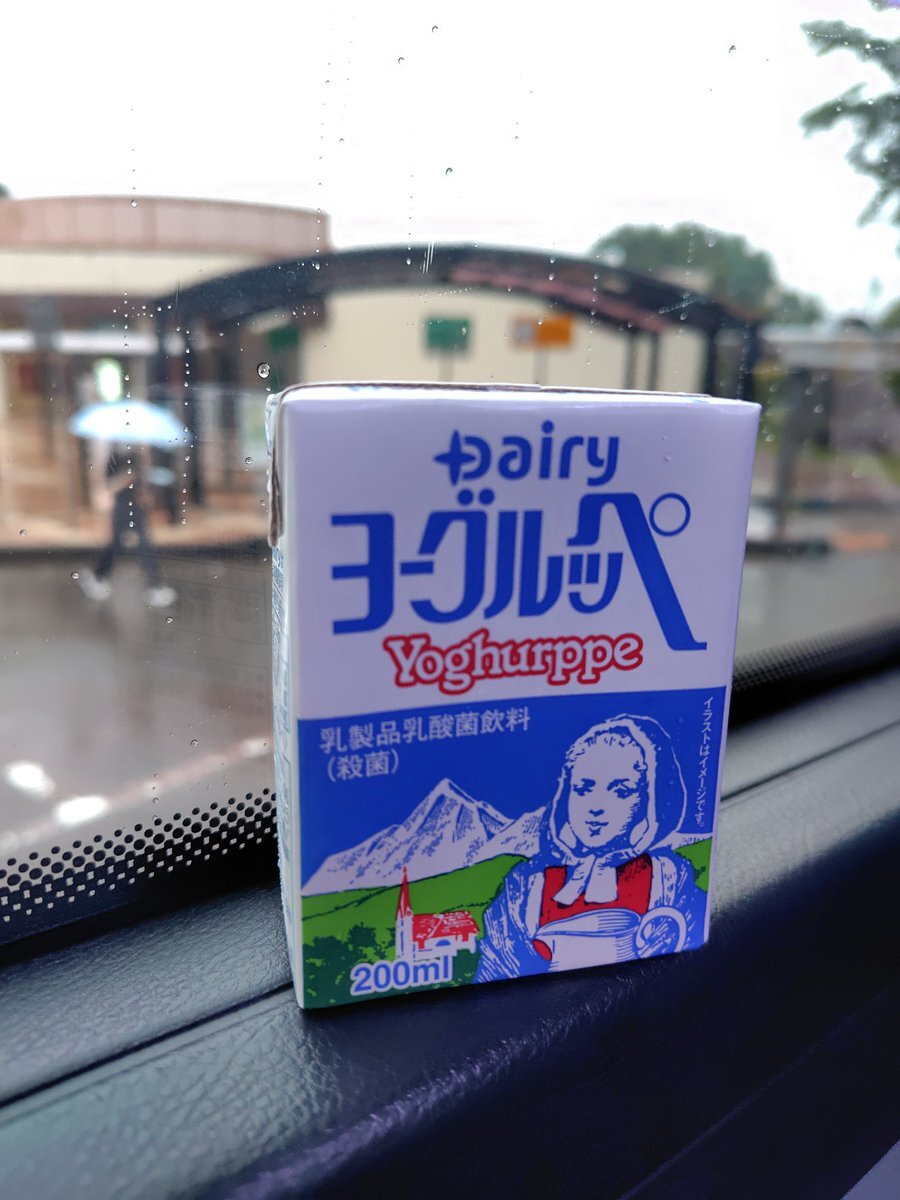 Dairy
ヨーグルッペ
Yoghurppe
乳製品乳酸菌飲料
(殺菌)
イラストはイメージです。
200ml